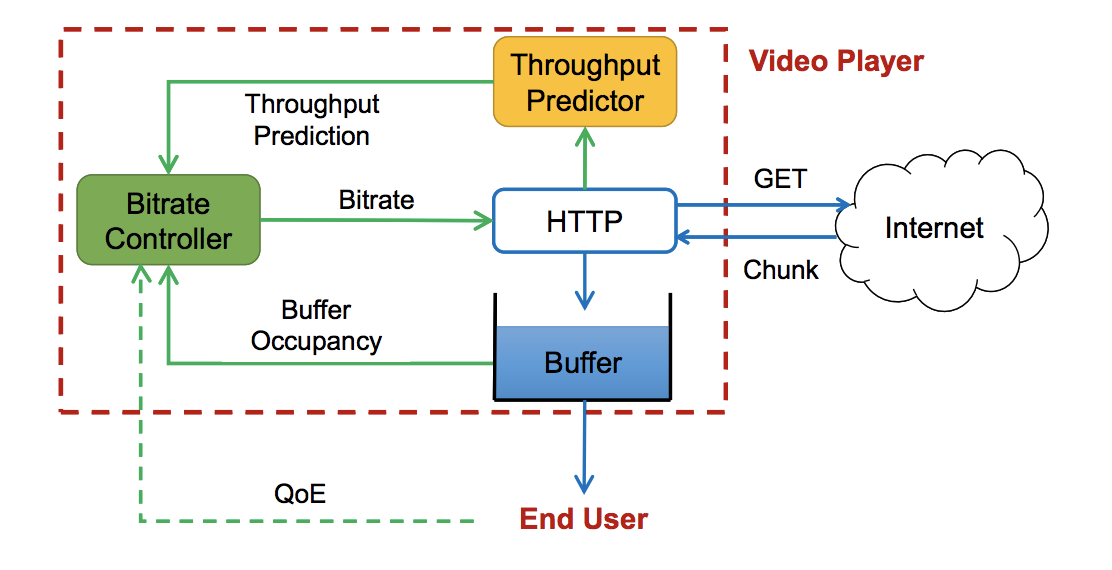 Throughput
Predictor
Video Player
Throughput
Prediction
GET
Bitrate
Controller
Bitrate
HTTP
Internet
Chunk
Buffer
Occupancy
Buffer
QoE
End User